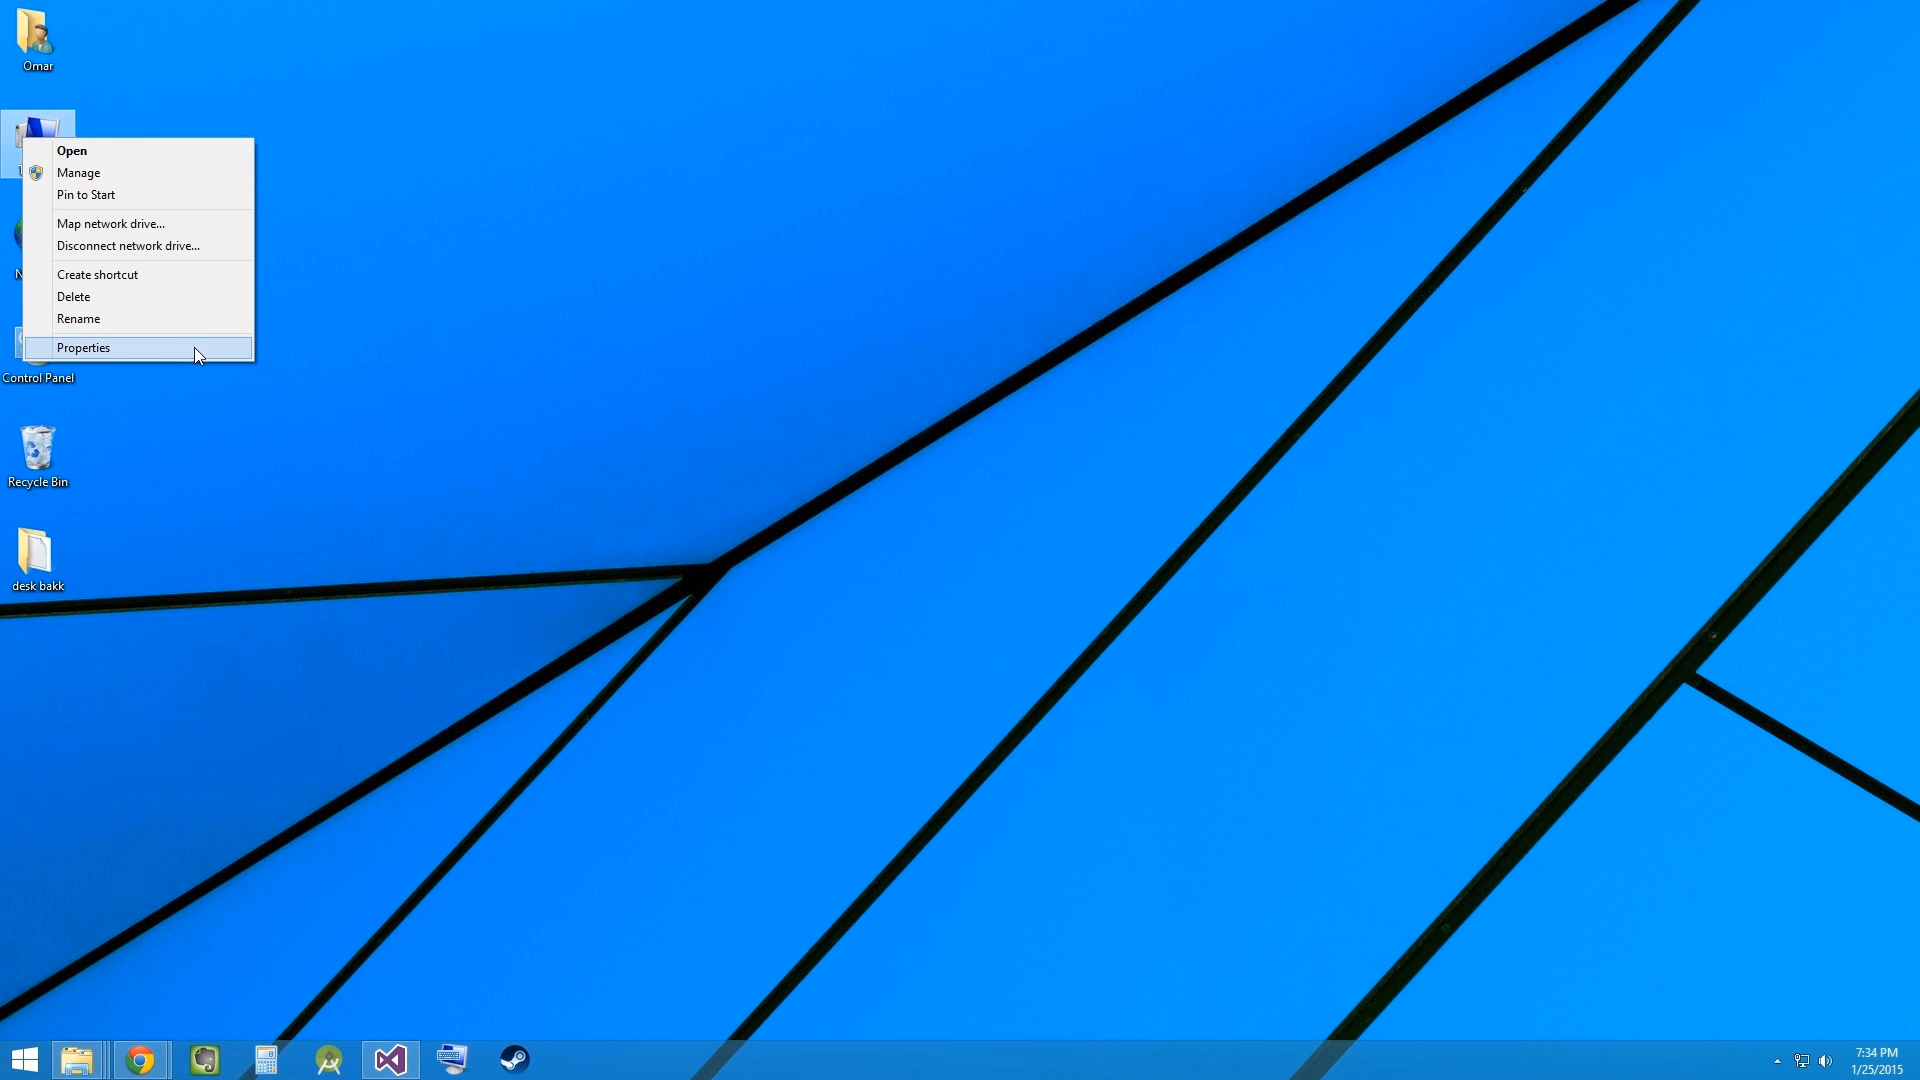 Omar
Open
Manage
Pin to Start
Map network drive...
Disconnect network drive...
Create shortcut
Delete
Rename
Properties
Control Panel
Recycle Bin
desk bakk
7:34 PM
1/25/2015